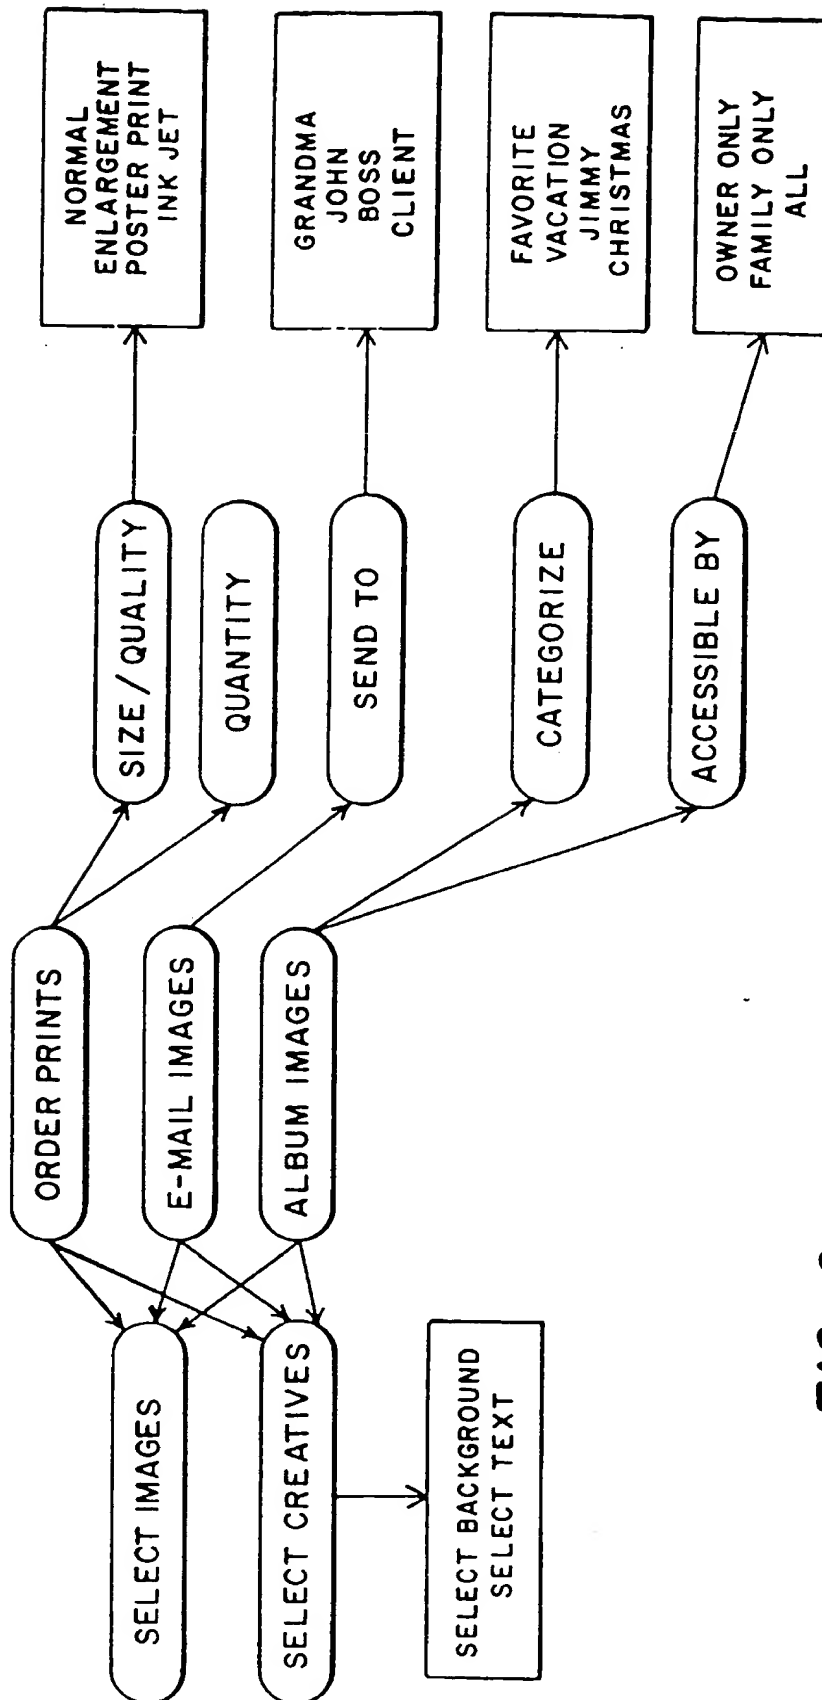 SELECT IMAGES
SELECT CREATIVES
SELECT BACKGROUND
SELECT TEXT
ORDER PRINTS
E-MAIL IMAGES
ALBUM IMAGES
SIZE / QUALITY
QUANTITY
SEND TO
CATEGORIZE
ACCESSIBLE BY
NORMAL
ENLARGEMENT
POSTER PRINT
INK JET
GRANDMA
JOHN
BOSS
CLIENT
FAVORITE
VACATION
JIMMY
CHRISTMAS
OWNER ONLY
FAMILY ONLY
ALL